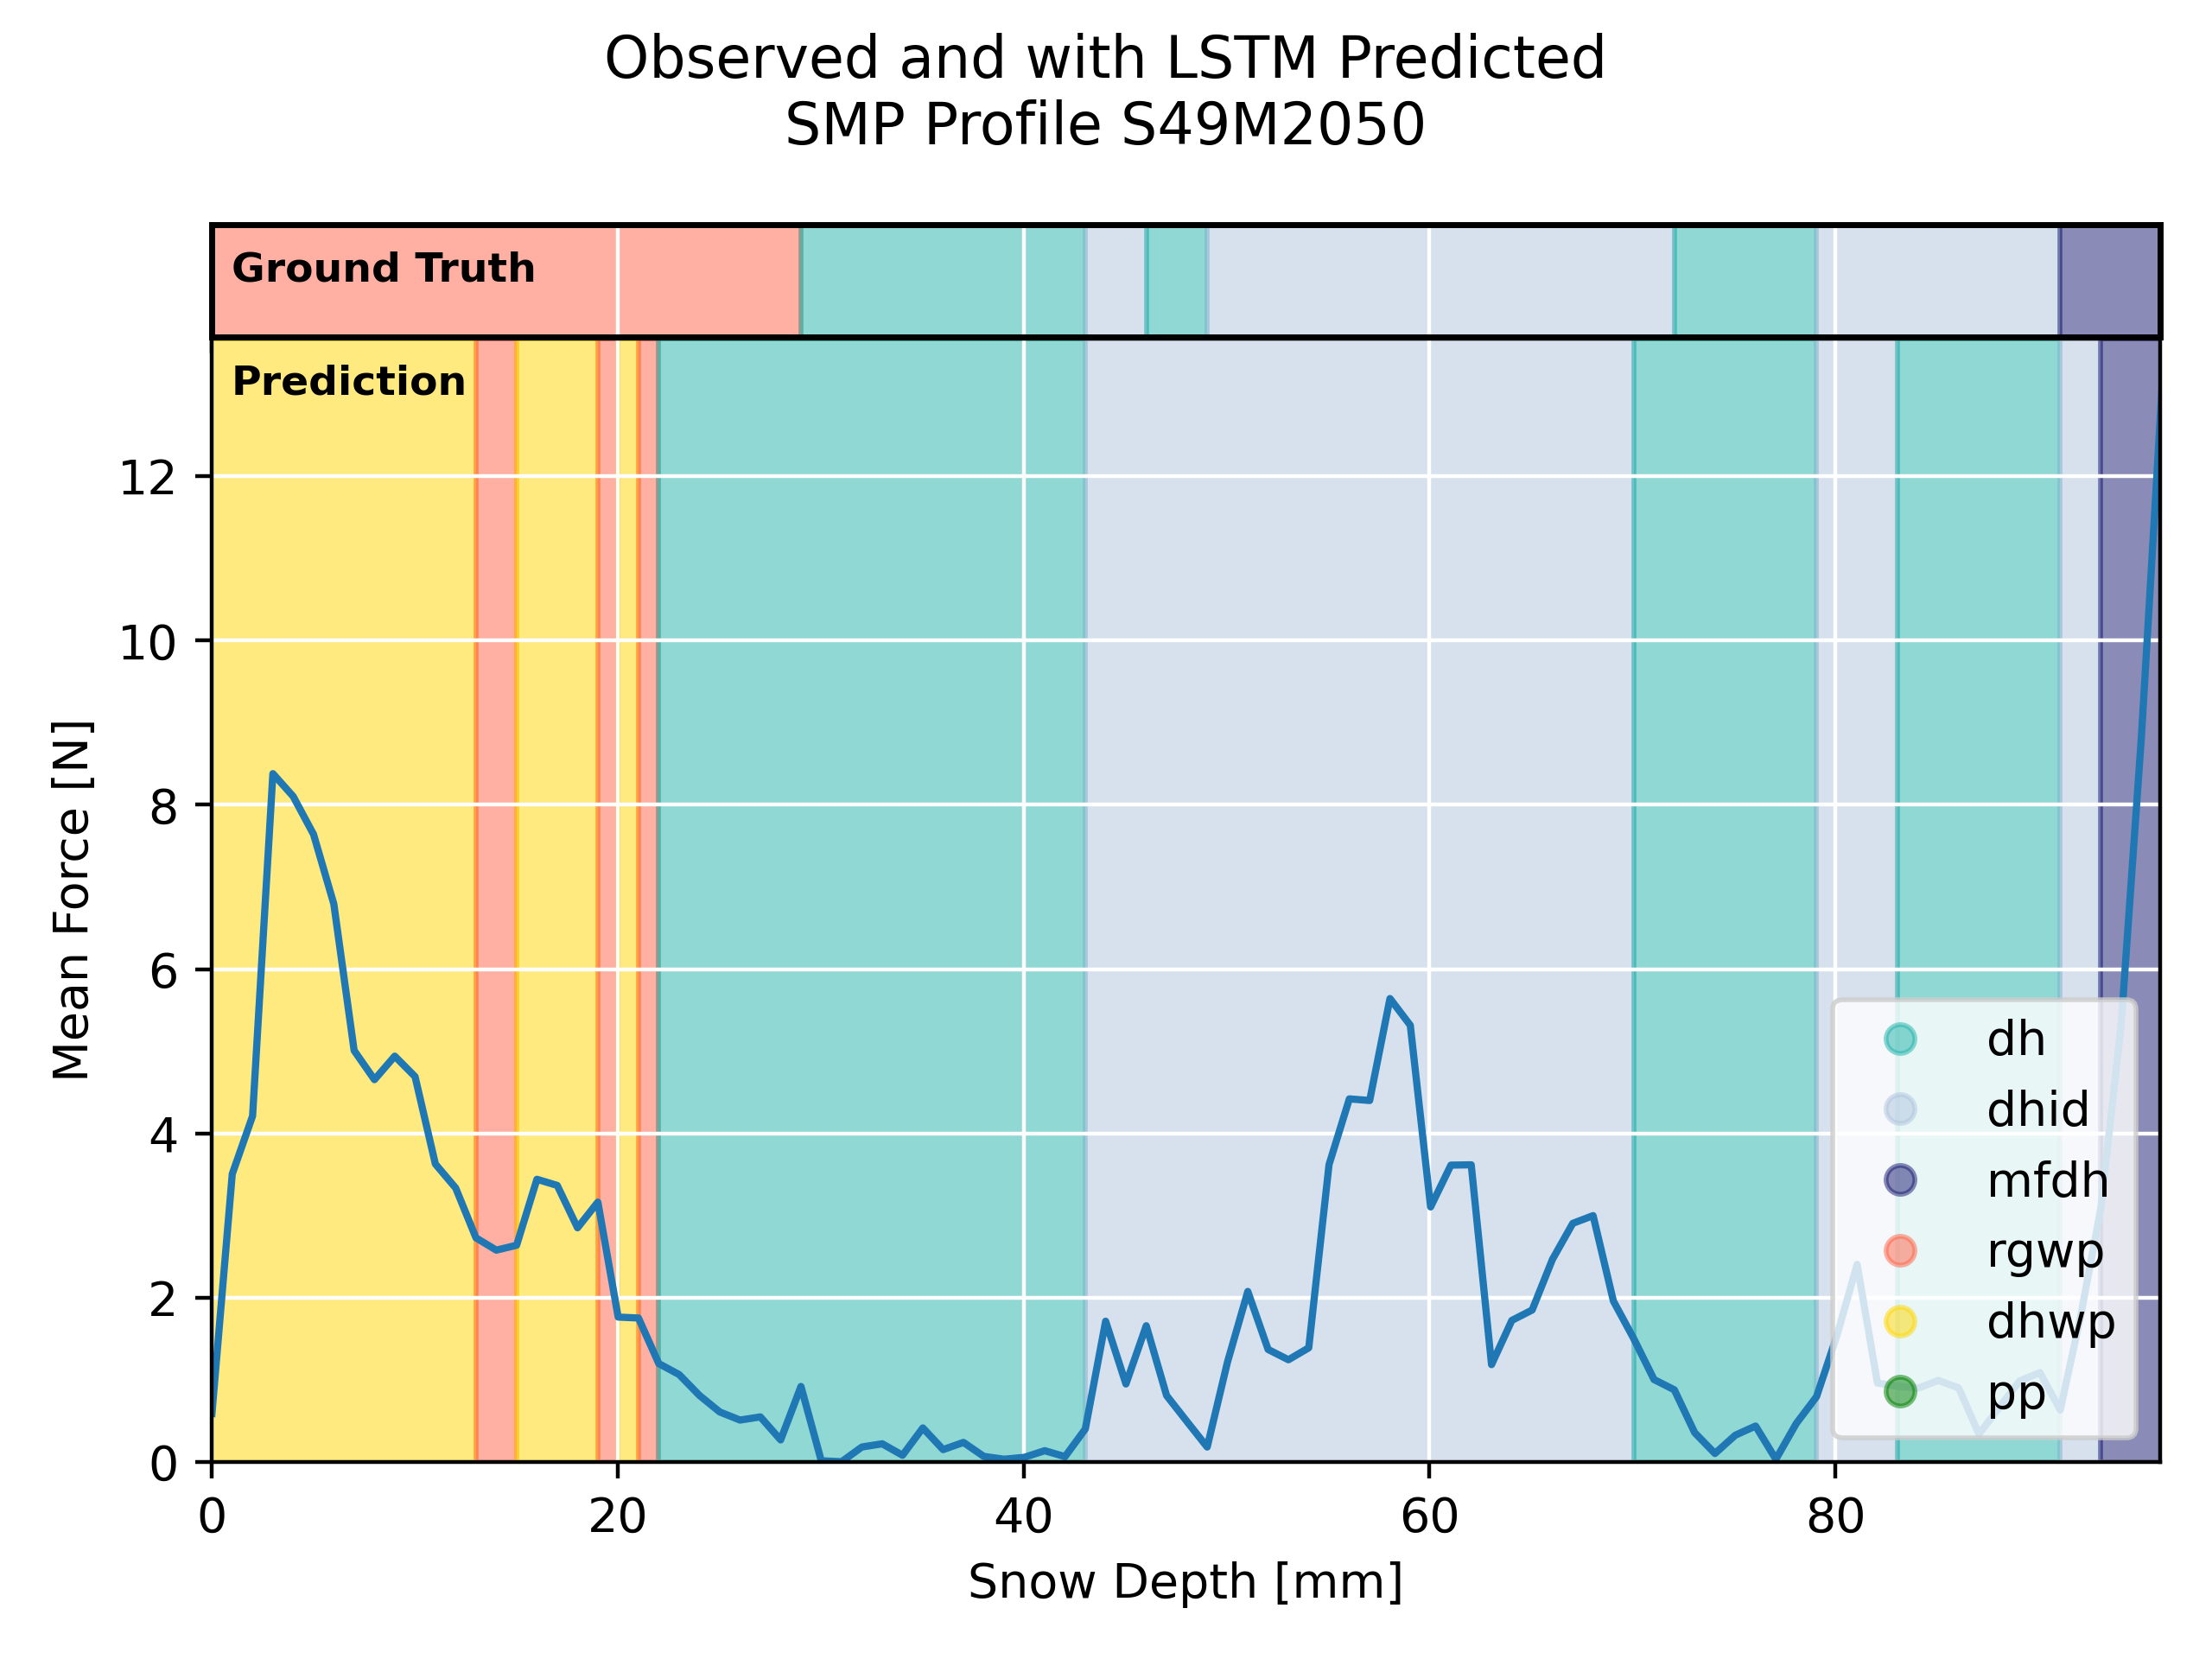 Observed and with LSTM Predicted
SMP Profile S49M2050
Ground Truth
Prediction
12
10
8
6
4
2
0
Mean Force [N]
dh
dhid
mfdh
rgwp
dhwp
pp
0 20 40 60 80
Snow Depth [mm]